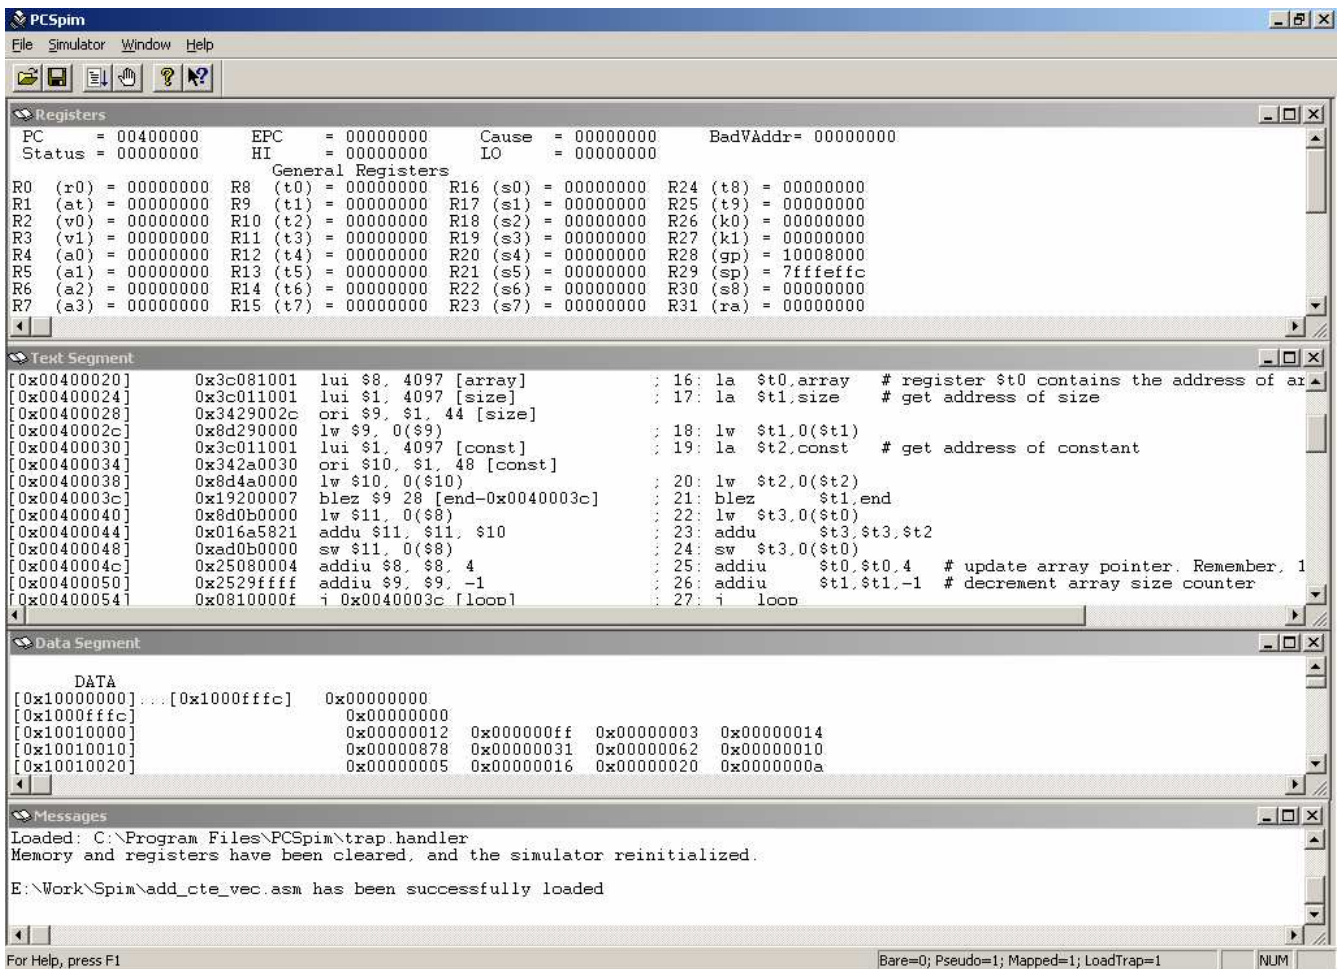 PCSpim
File Simulator Window Help
Registers
PC = 00400000 EPC = 00000000 Cause = 00000000 BadVAddr= 00000000
Status = 00000000 HI = 00000000 LO = 00000000
General Registers
R0 (r0) = 00000000 R8 (t0) = 00000000 R16 (s0) = 00000000 R24 (t8) = 00000000
R1 (at) = 00000000 R9 (t1) = 00000000 R17 (s1) = 00000000 R25 (t9) = 00000000
R2 (v0) = 00000000 R10 (t2) = 00000000 R18 (s2) = 00000000 R26 (k0) = 00000000
R3 (v1) = 00000000 R11 (t3) = 00000000 R19 (s3) = 00000000 R27 (k1) = 00000000
R4 (a0) = 00000000 R12 (t4) = 00000000 R20 (s4) = 00000000 R28 (gp) = 10008000
R5 (a1) = 00000000 R13 (t5) = 00000000 R21 (s5) = 00000000 R29 (sp) = 7fffeffc
R6 (a2) = 00000000 R14 (t6) = 00000000 R22 (s6) = 00000000 R30 (s8) = 00000000
R7 (a3) = 00000000 R15 (t7) = 00000000 R23 (s7) = 00000000 R31 (ra) = 00000000
Text Segment
[0x00400020] 0x3c081001 lui $8, 4097 [array] ; 16: la $t0,array # register $t0 contains the address of ar
[0x00400024] 0x3c011001 lui $1, 4097 [size] ; 17: la $t1,size # get address of size
[0x00400028] 0x3429002c ori $9, $1, 44 [size]
[0x0040002c] 0x8d290000 lw $9, 0($9) ; 18: lw $t1,0($t1)
[0x00400030] 0x3c011001 lui $1, 4097 [const] ; 19: la $t2,const # get address of constant
[0x00400034] 0x342a0030 ori $10, $1, 48 [const]
[0x00400038] 0x8d4a0000 lw $10, 0($10) ; 20: lw $t2,0($t2)
[0x0040003c] 0x19200007 blez $9 28 [end-0x0040003c] ; 21: blez $t1,end
[0x00400040] 0x8d0b0000 lw $11, 0($8) ; 22: lw $t3,0($t0)
[0x00400044] 0x016a5821 addu $11, $11, $10 ; 23: addu $t3,$t3,$t2
[0x00400048] 0xad0b0000 sw $11, 0($8) ; 24: sw $t3,0($t0)
[0x0040004c] 0x25080004 addiu $8, $8, 4 ; 25: addiu $t0,$t0,4 # update array pointer. Remember, 1
[0x00400050] 0x2529ffff addiu $9, $9, -1 ; 26: addiu $t1,$t1,-1 # decrement array size counter
[0x00400054] 0x0810000f j 0x0040003c [loop] ; 27: j loop
Data Segment
DATA
[0x10000000]...[0x1000fffc] 0x00000000
[0x1000fffc] 0x00000000
[0x10010000] 0x00000012 0x000000ff 0x00000003 0x00000014
[0x10010010] 0x00000878 0x00000031 0x00000062 0x00000010
[0x10010020] 0x00000005 0x00000016 0x00000020 0x0000000a
Messages
Loaded: C:\Program Files\PCSpim\trap.handler
Memory and registers have been cleared, and the simulator reinitialized.
E:\Work\Spim\add_cte_vec.asm has been successfully loaded
For Help, press F1 Bare=0; Pseudo=1; Mapped=1; LoadTrap=1 NUM